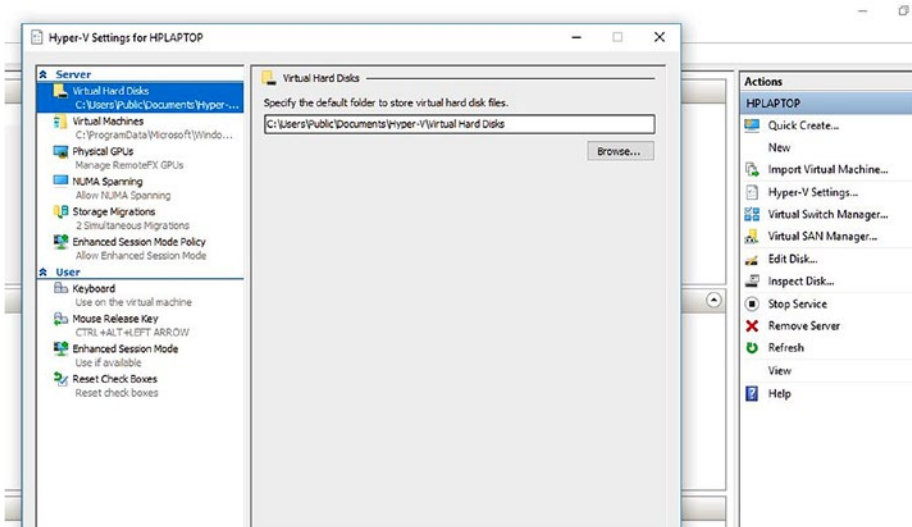 Hyper-V Settings for HPLAPTOP
Server
Virtual Hard Disks
C:\Users\Public\Documents\Hyper-...
Virtual Machines
C:\ProgramData\Microsoft\Windo...
Physical GPUs
Manage RemoteFX GPUs
NUMA Spanning
Allow NUMA Spanning
Storage Migrations
2 Simultaneous Migrations
Enhanced Session Mode Policy
Allow Enhanced Session Mode
User
Keyboard
Use on the virtual machine
Mouse Release Key
CTRL+ALT+LEFT ARROW
Enhanced Session Mode
Use if available
Reset Check Boxes
Reset check boxes
Virtual Hard Disks
Specify the default folder to store virtual hard disk files.
C:\Users\Public\Documents\Hyper-V\Virtual Hard Disks
Browse...
Actions
HPLAPTOP
Quick Create...
New
Import Virtual Machine...
Hyper-V Settings...
Virtual Switch Manager...
Virtual SAN Manager...
Edit Disk...
Inspect Disk...
Stop Service
Remove Server
Refresh
View
Help